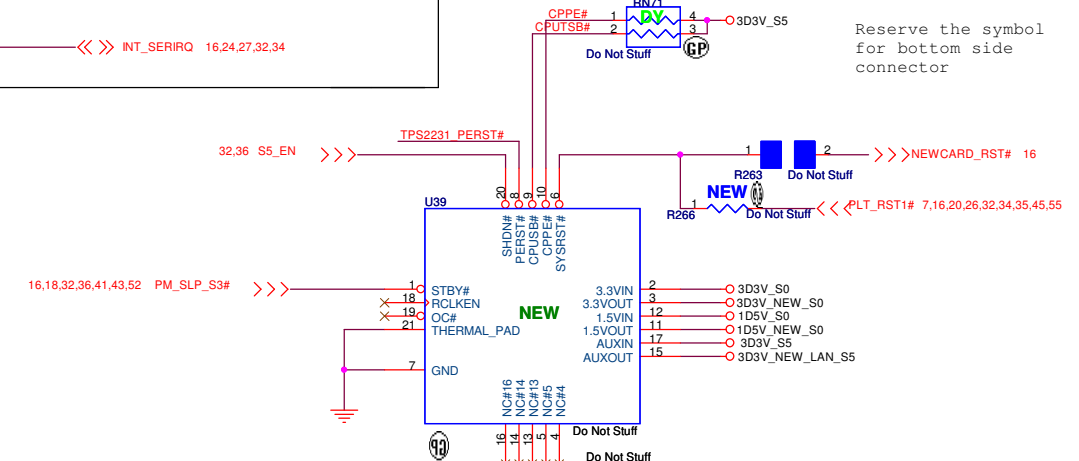 RN71
CPPE#
1
DY
4
3D3V_S5
CPUTSB#
2
3
Do Not Stuff
GP
Reserve the symbol
for bottom side
connector
INT_SERIRQ 16,24,27,32,34
TPS2231_PERST#
32,36 S5_EN
1
2
NEWCARD_RST# 16
R263
Do Not Stuff
NEW
R266
1
Do Not Stuff
PLT_RST1# 7,16,20,26,32,34,35,45,55
U39
20
8
9
10
6
SHDN#
PERST#
CPUSB#
CPPE#
SYSRST#
16,18,32,36,41,43,52 PM_SLP_S3#
1
STBY#
18
RCLKEN
19
OC#
21
THERMAL_PAD
7
GND
NEW
3.3VIN
2
3D3V_S0
3.3VOUT
3
3D3V_NEW_S0
1.5VIN
12
1D5V_S0
1.5VOUT
11
1D5V_NEW_S0
AUXIN
17
3D3V_S5
AUXOUT
15
3D3V_NEW_LAN_S5
NC#16
NC#14
NC#13
NC#5
NC#4
16
14
13
5
4
GP
Do Not Stuff
Do Not Stuff